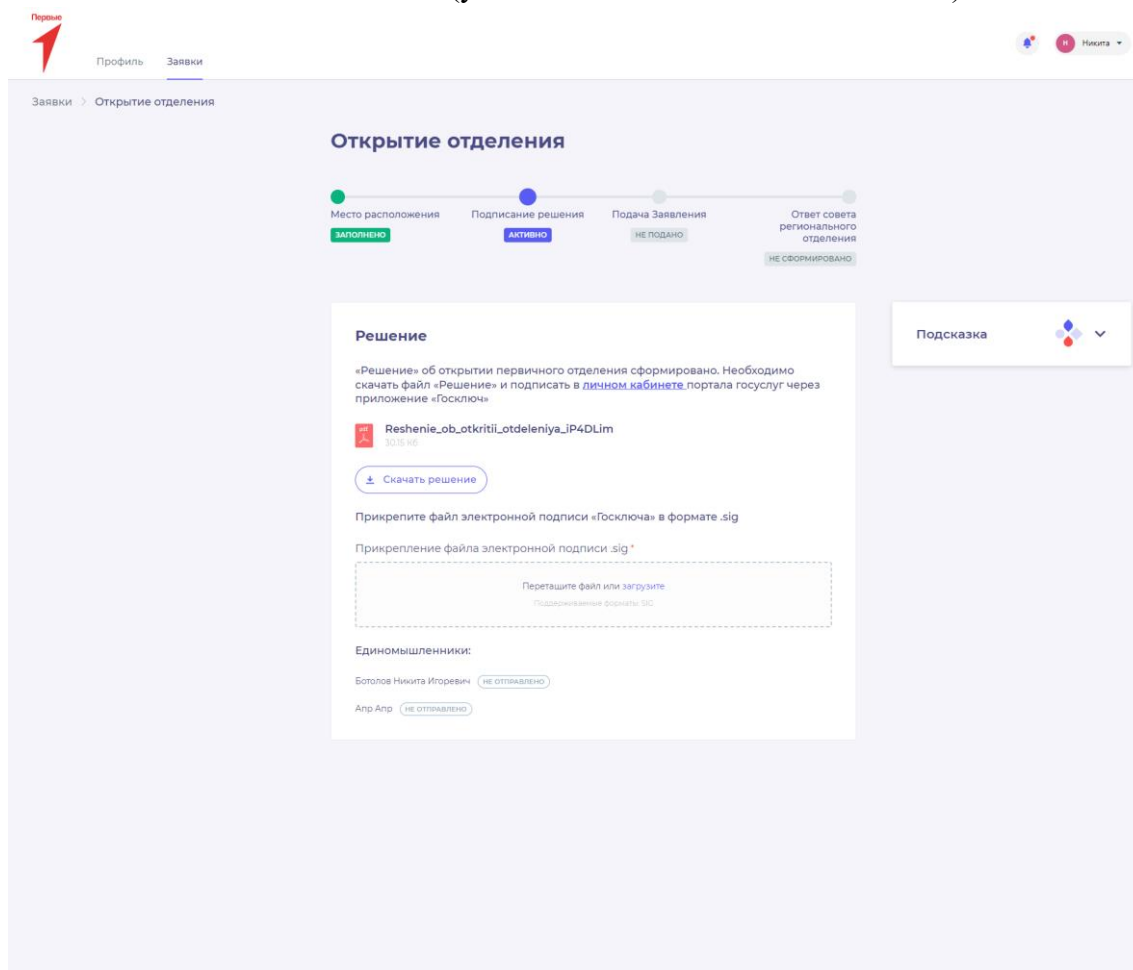 Первые
Профиль Заявки
Н Никита
Заявки > Открытие отделения
Открытие отделения
Место расположения
ЗАПОЛНЕНО
Подписание решения
АКТИВНО
Подача Заявления
НЕ ПОДАНО
Ответ совета
регионального
отделения
НЕ СФОРМИРОВАНО
Решение
«Решение» об открытии первичного отделения сформировано. Необходимо
скачать файл «Решение» и подписать в личном кабинете портала госуслуг через
приложение «Госключ»
pdf
Reshenie_ob_otkritii_otdeleniya_iP4DLim
30.15 Кб
Скачать решение
Прикрепите файл электронной подписи «Госключа» в формате .sig
Прикрепление файла электронной подписи .sig *
Перетащите файл или загрузите
Поддерживаемые форматы: SIG
Единомышленники:
Ботолов Никита Игоревич НЕ ОТПРАВЛЕНО
Апр Апр НЕ ОТПРАВЛЕНО
Подсказка